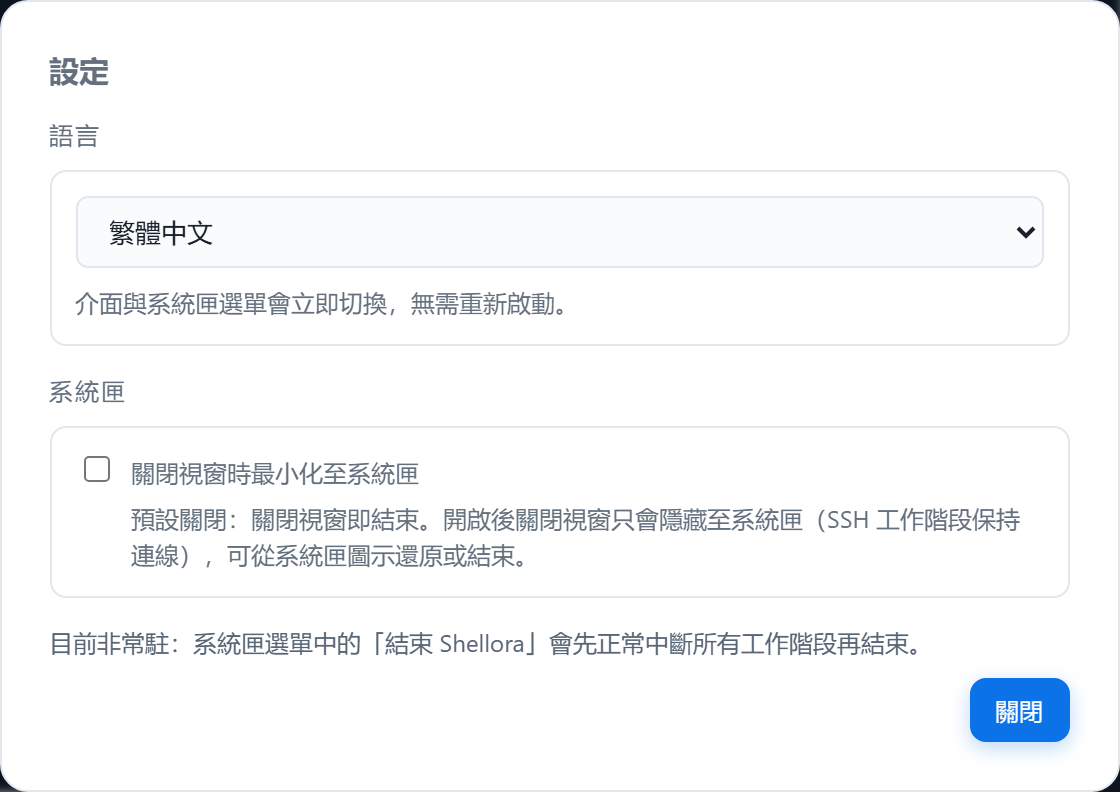 設定
語言
繁體中文
介面與系統匣選單會立即切換，無需重新啟動。
系統匣
關閉視窗時最小化至系統匣
預設關閉：關閉視窗即結束。開啟後關閉視窗只會隱藏至系統匣（SSH 工作階段保持
連線），可從系統匣圖示還原或結束。
目前非常駐：系統匣選單中的「結束 Shellora」會先正常中斷所有工作階段再結束。
關閉